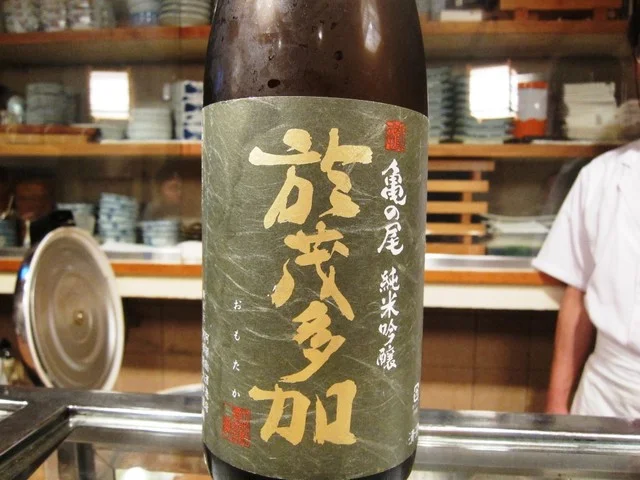 亀の尾 純米吟醸
於茂多加
おもたか